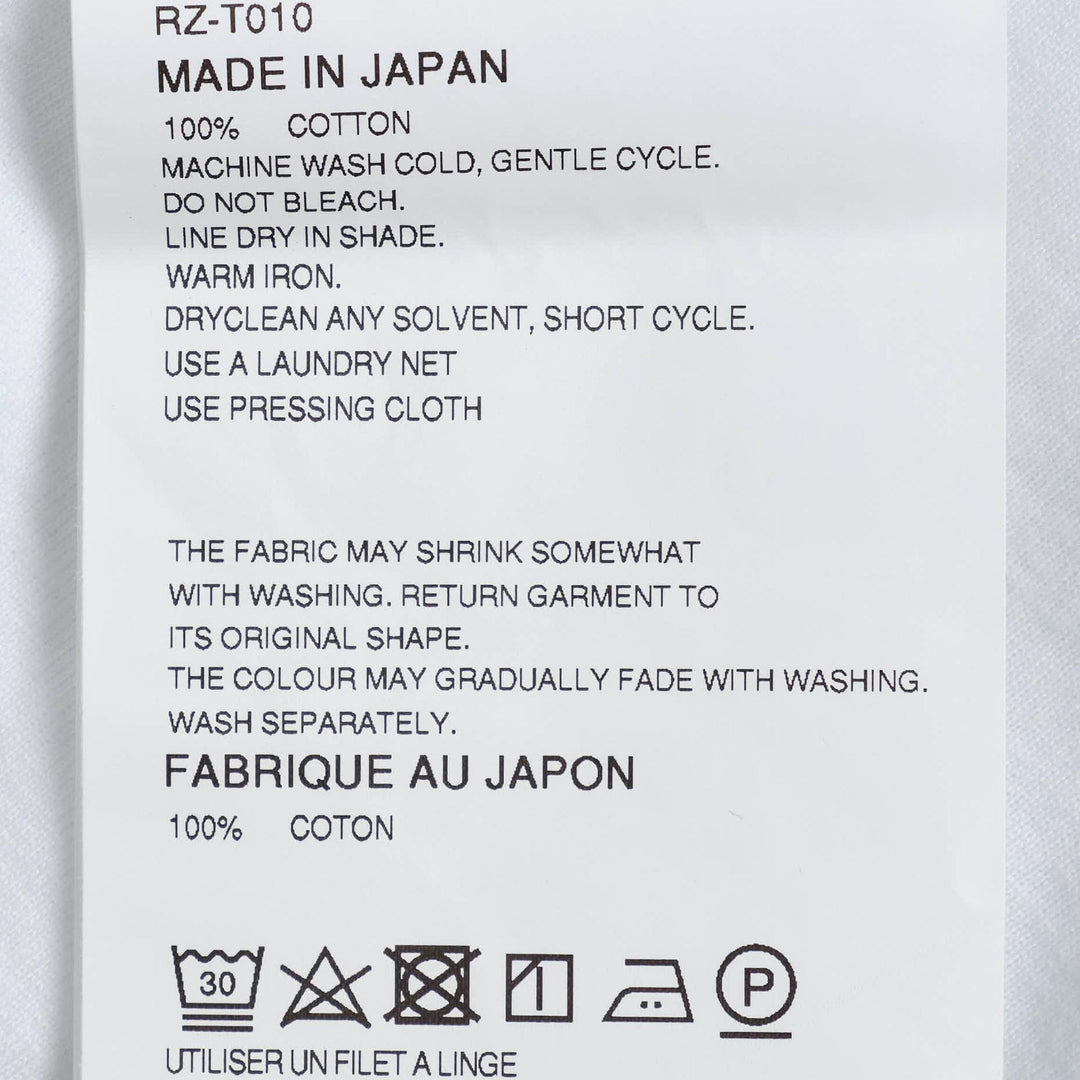 RZ-T010
MADE IN JAPAN
100% COTTON
MACHINE WASH COLD, GENTLE CYCLE.
DO NOT BLEACH.
LINE DRY IN SHADE.
WARM IRON.
DRYCLEAN ANY SOLVENT, SHORT CYCLE.
USE A LAUNDRY NET
USE PRESSING CLOTH
THE FABRIC MAY SHRINK SOMEWHAT
WITH WASHING. RETURN GARMENT TO
ITS ORIGINAL SHAPE.
THE COLOUR MAY GRADUALLY FADE WITH WASHING.
WASH SEPARATELY.
FABRIQUE AU JAPON
100% COTON
30 P
UTILISER UN FILET A LINGE